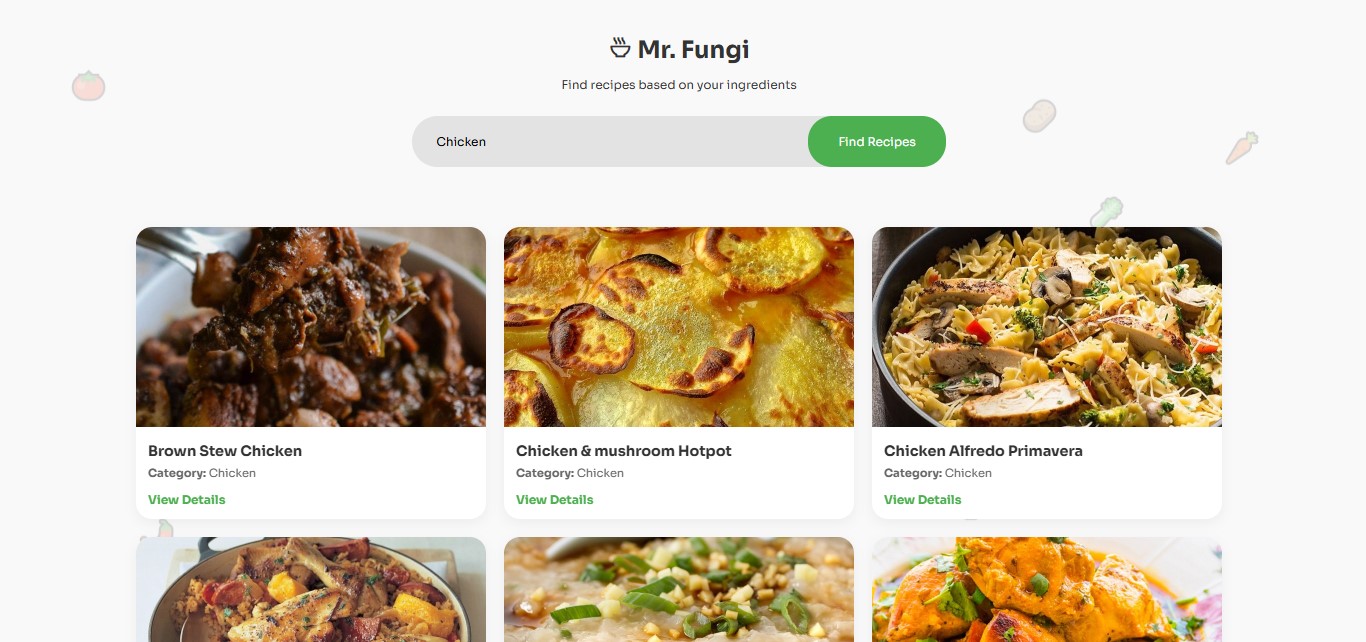 Mr. Fungi
Find recipes based on your ingredients
Chicken
Find Recipes
Brown Stew Chicken
Category: Chicken
View Details
Chicken & mushroom Hotpot
Category: Chicken
View Details
Chicken Alfredo Primavera
Category: Chicken
View Details